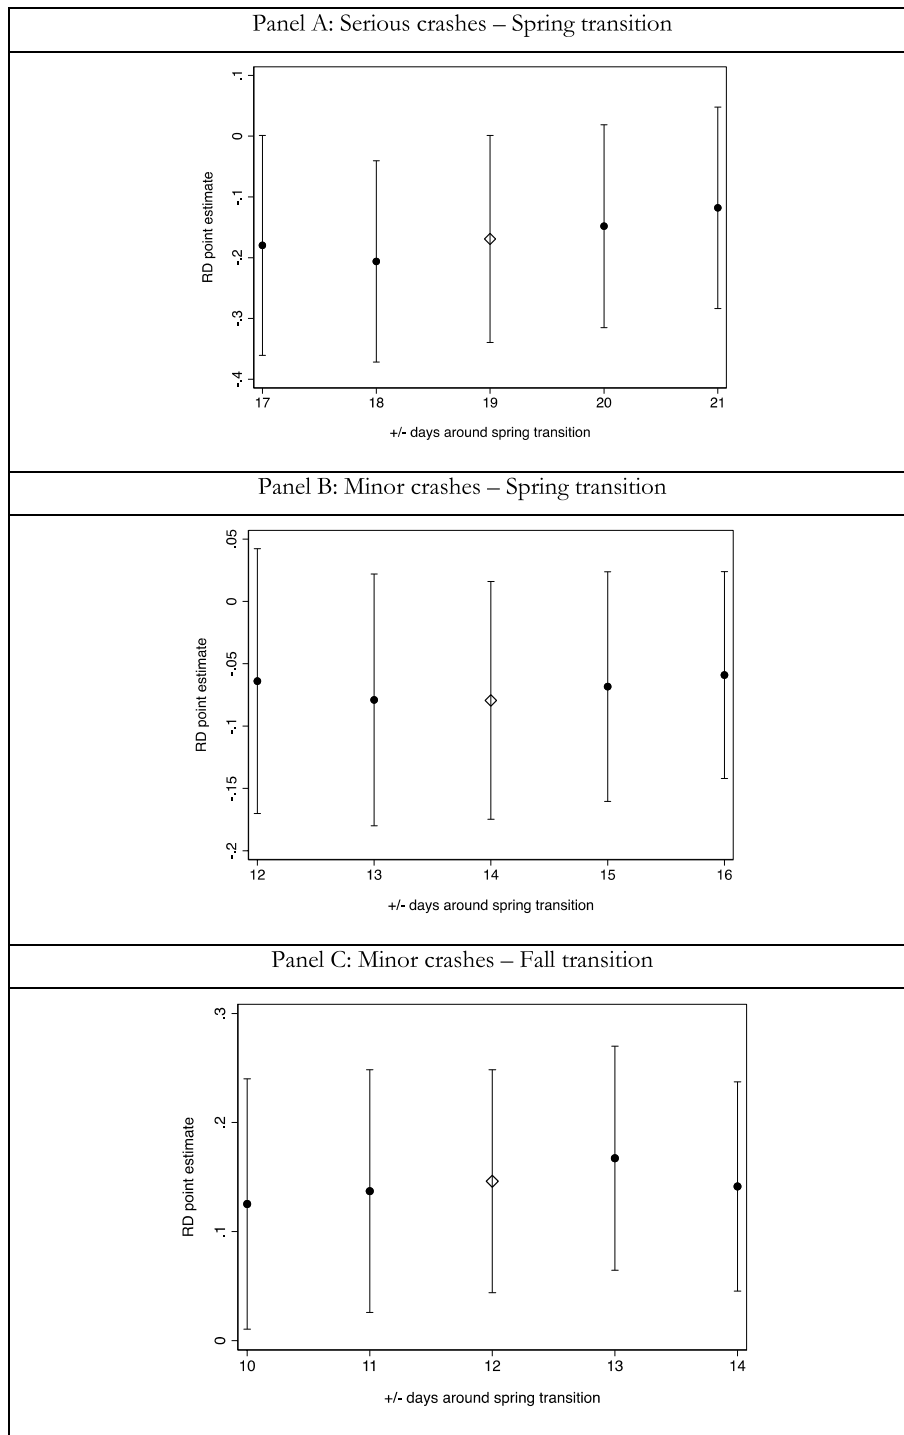 Panel A: Serious crashes – Spring transition
.1
0
-.1
-.2
-.3
-.4
RD point estimate
17 18 19 20 21
+/- days around spring transition
Panel B: Minor crashes – Spring transition
.05
0
-.05
-.1
-.15
-.2
RD point estimate
12 13 14 15 16
+/- days around spring transition
Panel C: Minor crashes – Fall transition
.3
.2
.1
0
RD point estimate
10 11 12 13 14
+/- days around spring transition